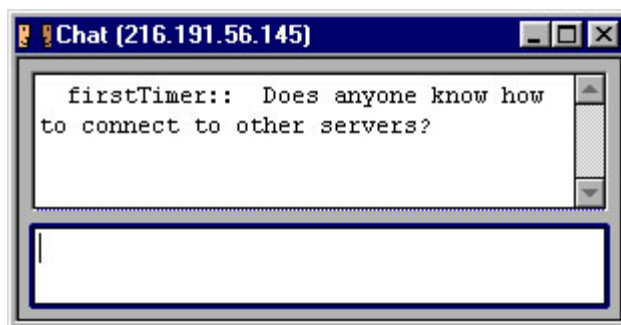 Chat (216.191.56.145)
firstTimer:: Does anyone know how
to connect to other servers?